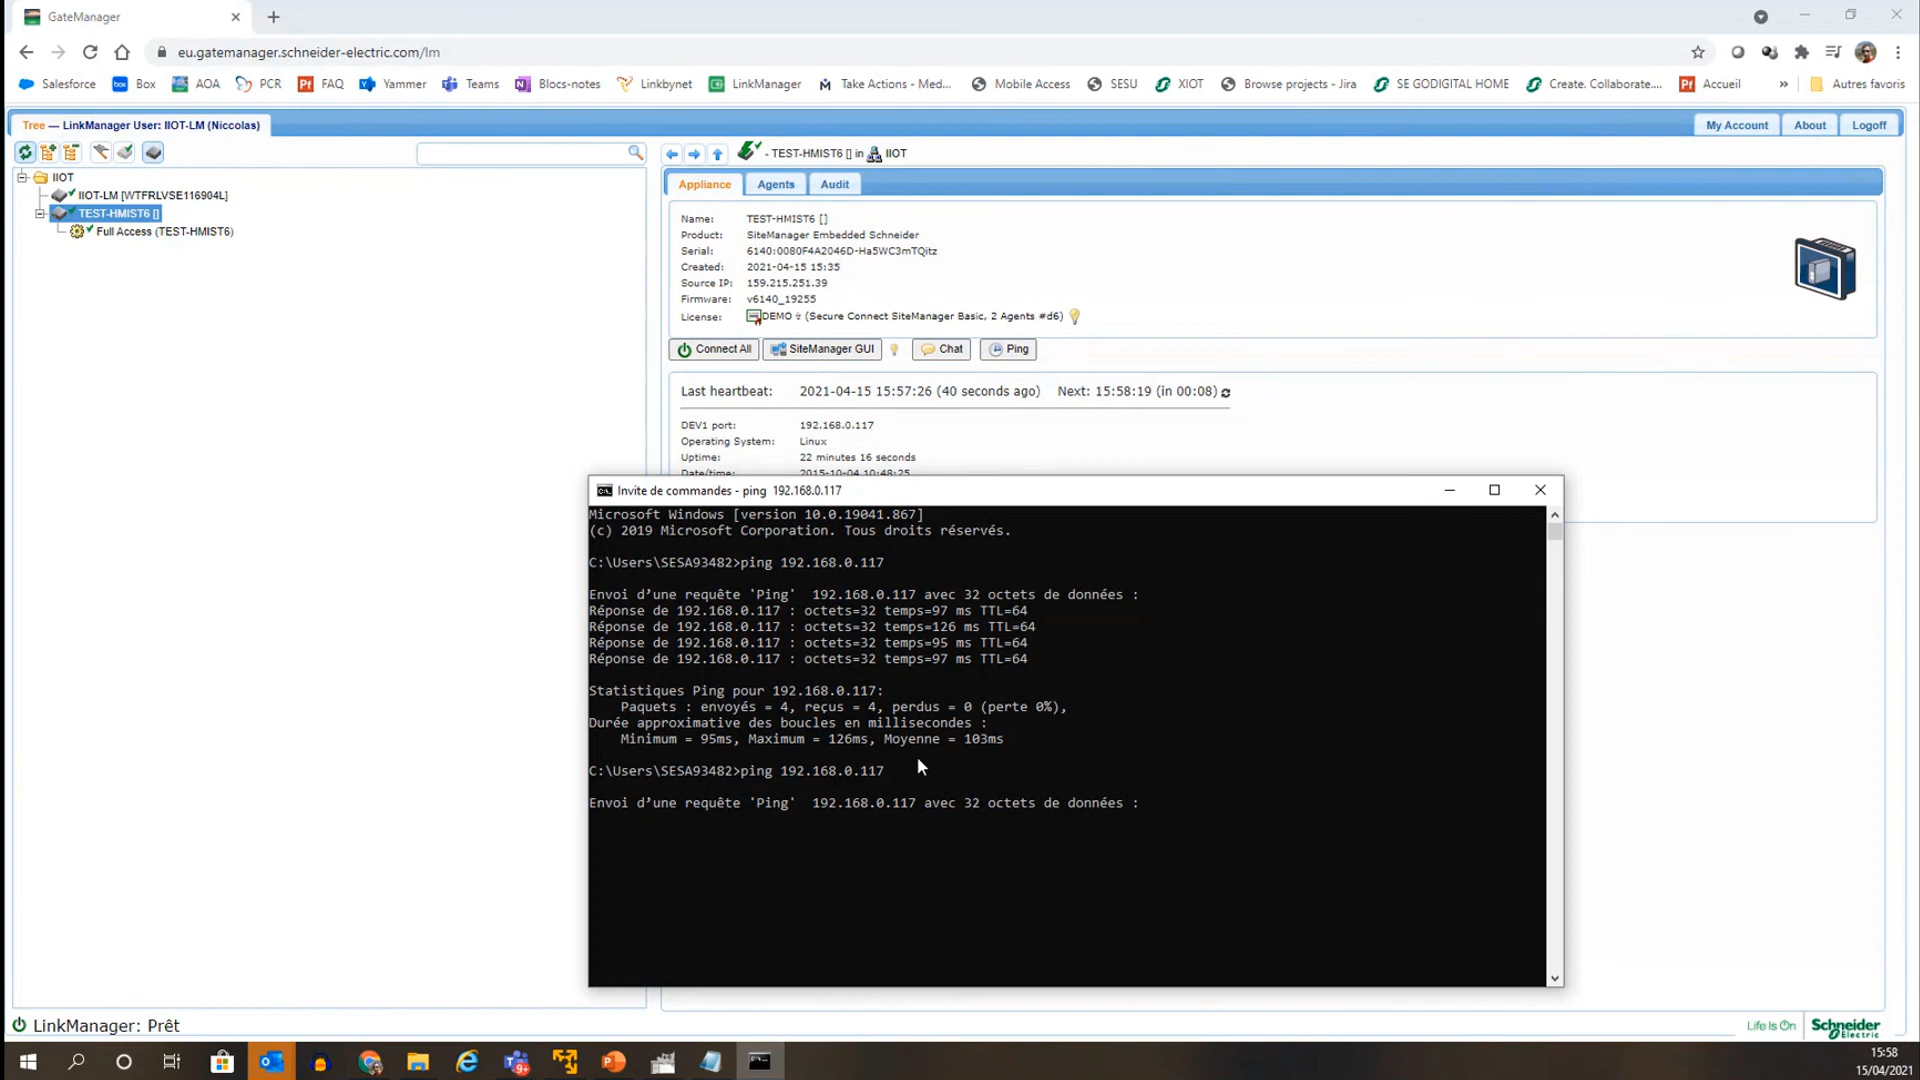 GateManager
eu.gatemanager.schneider-electric.com/lm
Salesforce Box AOA PCR FAQ Yammer Teams Blocs-notes Linkbynet LinkManager Take Actions - Med... Mobile Access SESU XIOT Browse projects - Jira SE GODIGITAL HOME Create. Collaborate.... Accueil » Autres favoris
Tree — LinkManager User: IIOT-LM (Niccolas)
My Account About Logoff
- TEST-HMIST6 [] in IIOT
IIOT
IIOT-LM [WTFRLVSE116904L]
TEST-HMIST6 []
Full Access (TEST-HMIST6)
Appliance Agents Audit
Name: TEST-HMIST6 []
Product: SiteManager Embedded Schneider
Serial: 6140:0080F4A2046D-Ha5WC3mTQitz
Created: 2021-04-15 15:35
Source IP: 159.215.251.39
Firmware: v6140_19255
License: DEMO (Secure Connect SiteManager Basic, 2 Agents #d6)
Connect All SiteManager GUI Chat Ping
Last heartbeat: 2021-04-15 15:57:26 (40 seconds ago) Next: 15:58:19 (in 00:08)
DEV1 port: 192.168.0.117
Operating System: Linux
Uptime: 22 minutes 16 seconds
Date/time: 2015-10-04 10:48:25
Invite de commandes - ping 192.168.0.117
Microsoft Windows [version 10.0.19041.867]
(c) 2019 Microsoft Corporation. Tous droits réservés.
C:\Users\SESA93482>ping 192.168.0.117
Envoi d’une requête 'Ping' 192.168.0.117 avec 32 octets de données :
Réponse de 192.168.0.117 : octets=32 temps=97 ms TTL=64
Réponse de 192.168.0.117 : octets=32 temps=126 ms TTL=64
Réponse de 192.168.0.117 : octets=32 temps=95 ms TTL=64
Réponse de 192.168.0.117 : octets=32 temps=97 ms TTL=64
Statistiques Ping pour 192.168.0.117:
Paquets : envoyés = 4, reçus = 4, perdus = 0 (perte 0%),
Durée approximative des boucles en millisecondes :
Minimum = 95ms, Maximum = 126ms, Moyenne = 103ms
C:\Users\SESA93482>ping 192.168.0.117
Envoi d’une requête 'Ping' 192.168.0.117 avec 32 octets de données :
LinkManager: Prêt
Life Is On Schneider Electric
15:58
15/04/2021